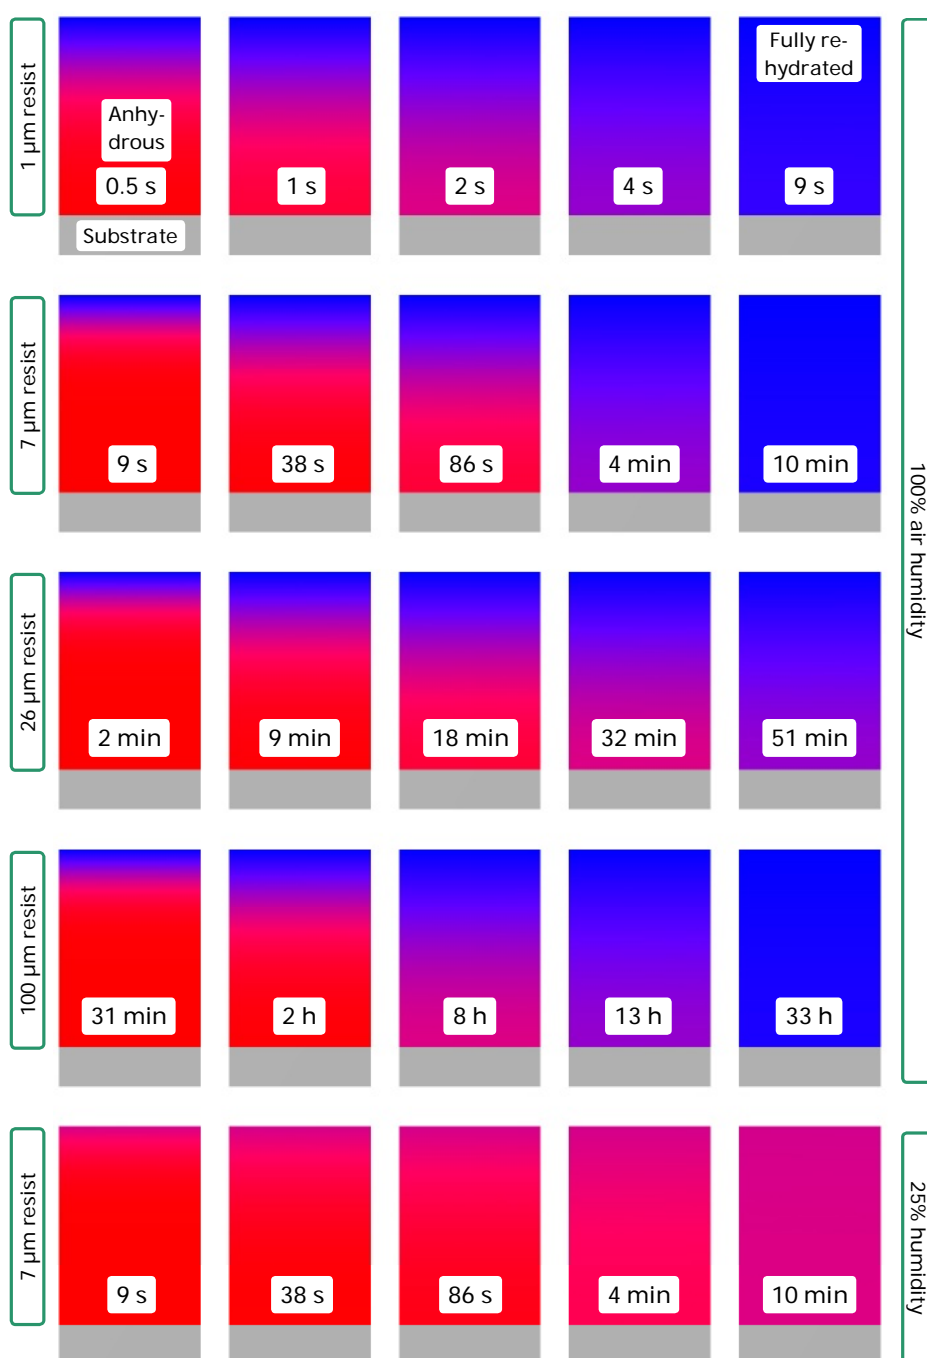 1 µm resist
Anhy-
drous
0.5 s
Substrate
1 s
2 s
4 s
Fully re-
hydrated
9 s
7 µm resist
9 s
38 s
86 s
4 min
10 min
26 µm resist
2 min
9 min
18 min
32 min
51 min
100 µm resist
31 min
2 h
8 h
13 h
33 h
100% air humidity
7 µm resist
9 s
38 s
86 s
4 min
10 min
25% humidity